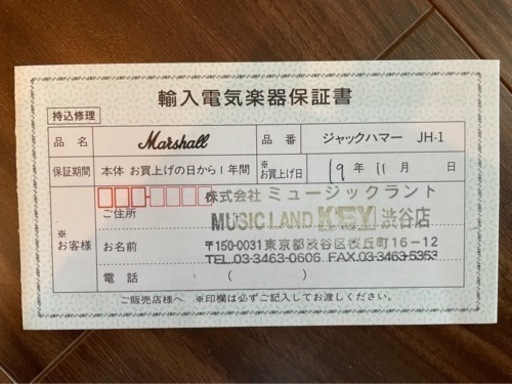 輸入電気楽器保証書
持込修理
品名 Marshall 品番 ジャックハマー JH-1
保証期間 本体 お買上げの日から1年間 ※お買上げ日 19年 11月 日
株式会社 ミュージックランド
ご住所
MUSIC LAND KEY 渋谷店
※お客様 お名前 〒150-0031 東京都渋谷区桜丘町16-12
TEL.03-3463-0606 FAX.03-3463-5353
電話 ( )
ご販売店様へ ※印欄は必ずご記入してお渡しください。